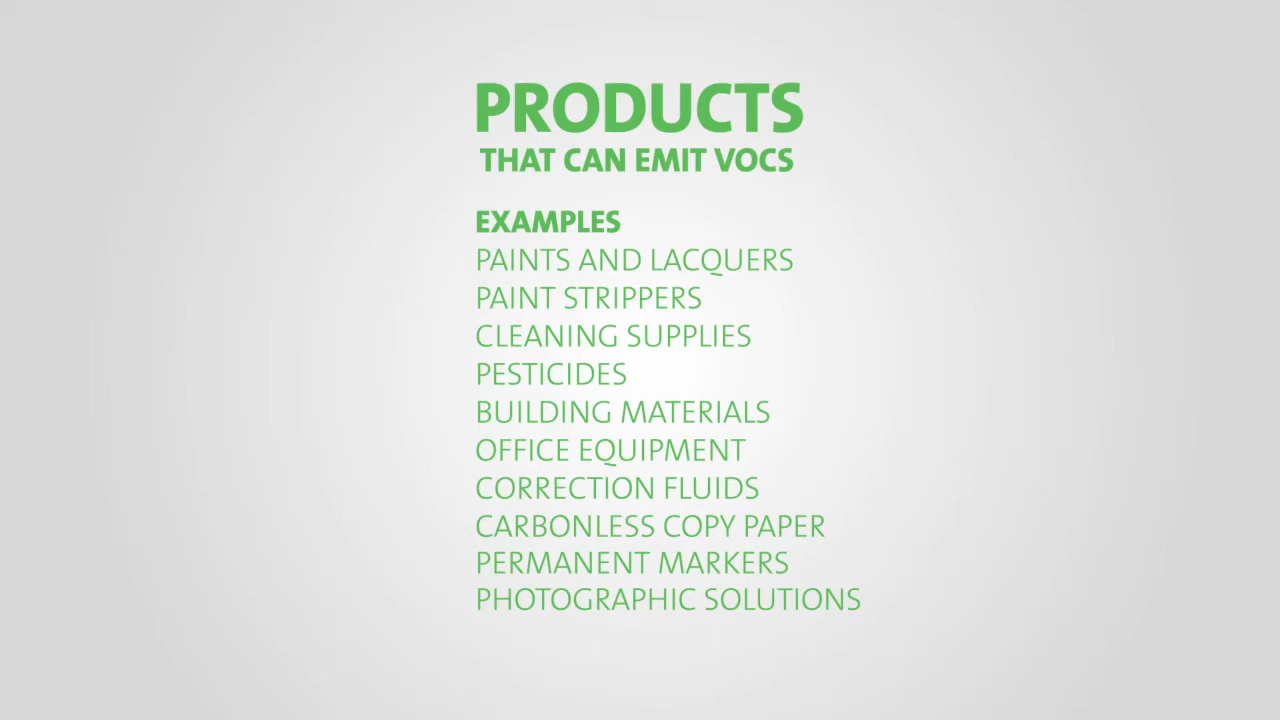 PRODUCTS
THAT CAN EMIT VOCS
EXAMPLES
PAINTS AND LACQUERS
PAINT STRIPPERS
CLEANING SUPPLIES
PESTICIDES
BUILDING MATERIALS
OFFICE EQUIPMENT
CORRECTION FLUIDS
CARBONLESS COPY PAPER
PERMANENT MARKERS
PHOTOGRAPHIC SOLUTIONS